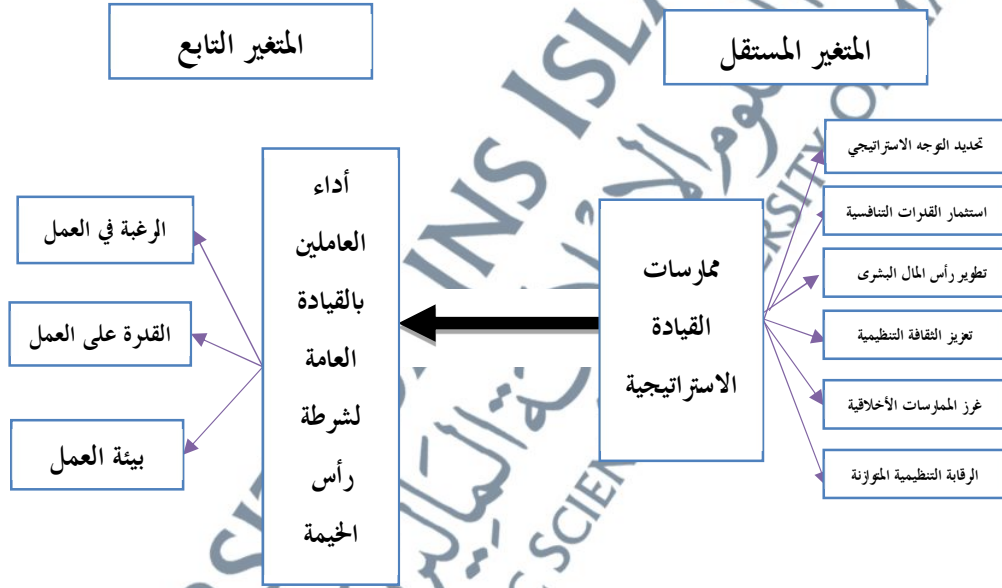 المتغير المستقل
المتغير التابع
تحديد التوجه الاستراتيجي
استثمار القدرات التنافسية
تطوير رأس المال البشرى
تعزيز الثقافة التنظيمية
غرز الممارسات الأخلاقية
الرقابة التنظيمية المتوازنة
ممارسات
القيادة
الاستراتيجية
أداء
العاملين
بالقيادة
العامة
لشرطة
رأس
الخيمة
الرغبة في العمل
القدرة على العمل
بيئة العمل